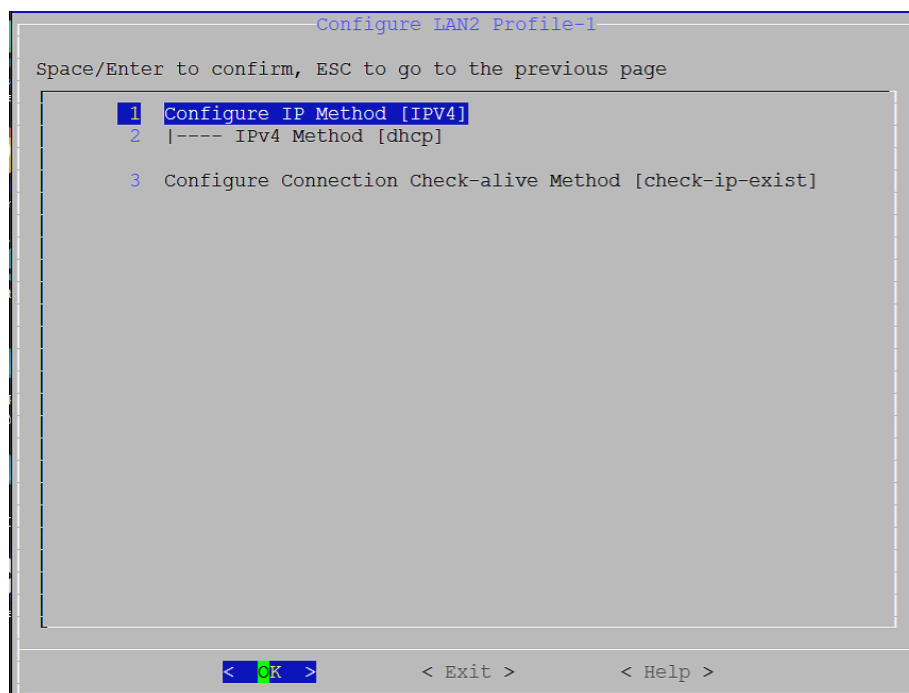 Configure LAN2 Profile-1
Space/Enter to confirm, ESC to go to the previous page
1 Configure IP Method [IPV4]
2 |---- IPv4 Method [dhcp]
3 Configure Connection Check-alive Method [check-ip-exist]
< OK > < Exit > < Help >